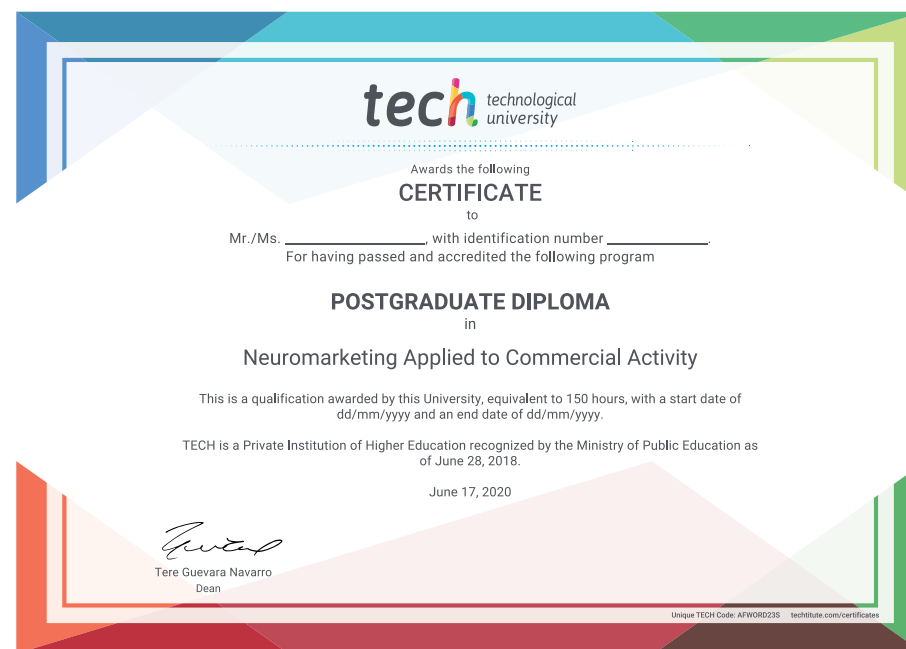 tech technological
university
Awards the following
CERTIFICATE
to
Mr./Ms. ____________________, with identification number ______________.
For having passed and accredited the following program
POSTGRADUATE DIPLOMA
in
Neuromarketing Applied to Commercial Activity
This is a qualification awarded by this University, equivalent to 150 hours, with a start date of
dd/mm/yyyy and an end date of dd/mm/yyyy.
TECH is a Private Institution of Higher Education recognized by the Ministry of Public Education as
of June 28, 2018.
June 17, 2020
Tere Guevara Navarro
Dean
Unique TECH Code: AFWORD23S techtitute.com/certificates